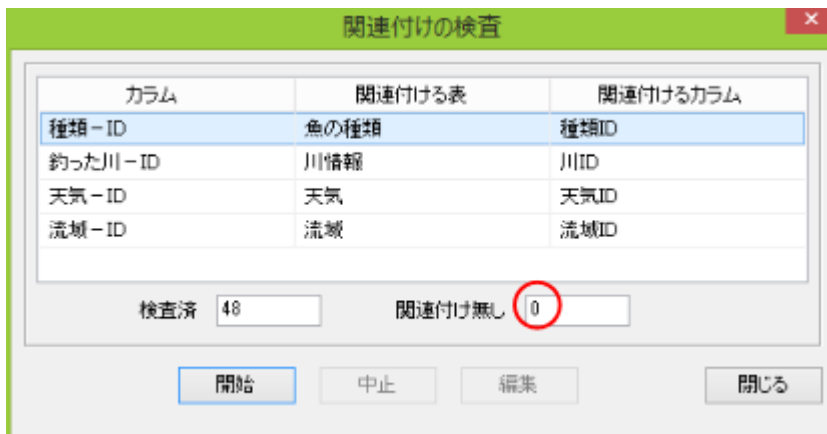 関連付けの検査
カラム 関連付ける表 関連付けるカラム
種類－ID 魚の種類 種類ID
釣った川－ID 川情報 川ID
天気－ID 天気 天気ID
流域－ID 流域 流域ID
検査済 48 関連付け無し 0
開始 中止 編集 閉じる